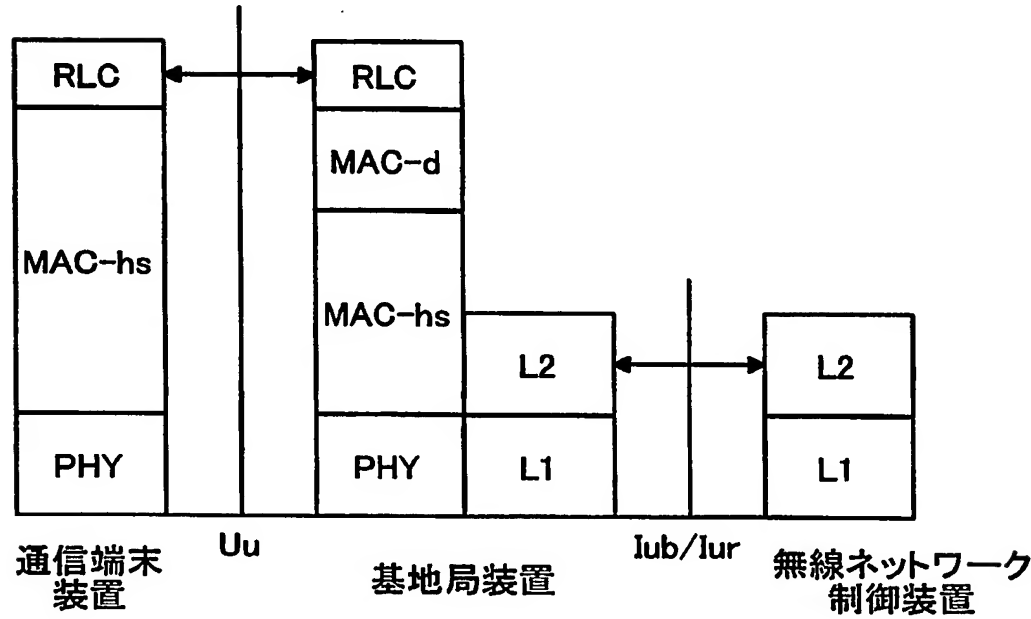 RLC
RLC
MAC-d
MAC-hs
MAC-hs
L2
L2
PHY
PHY
L1
L1
Uu
Iub/Iur
通信端末
装置
基地局装置
無線ネットワーク
制御装置